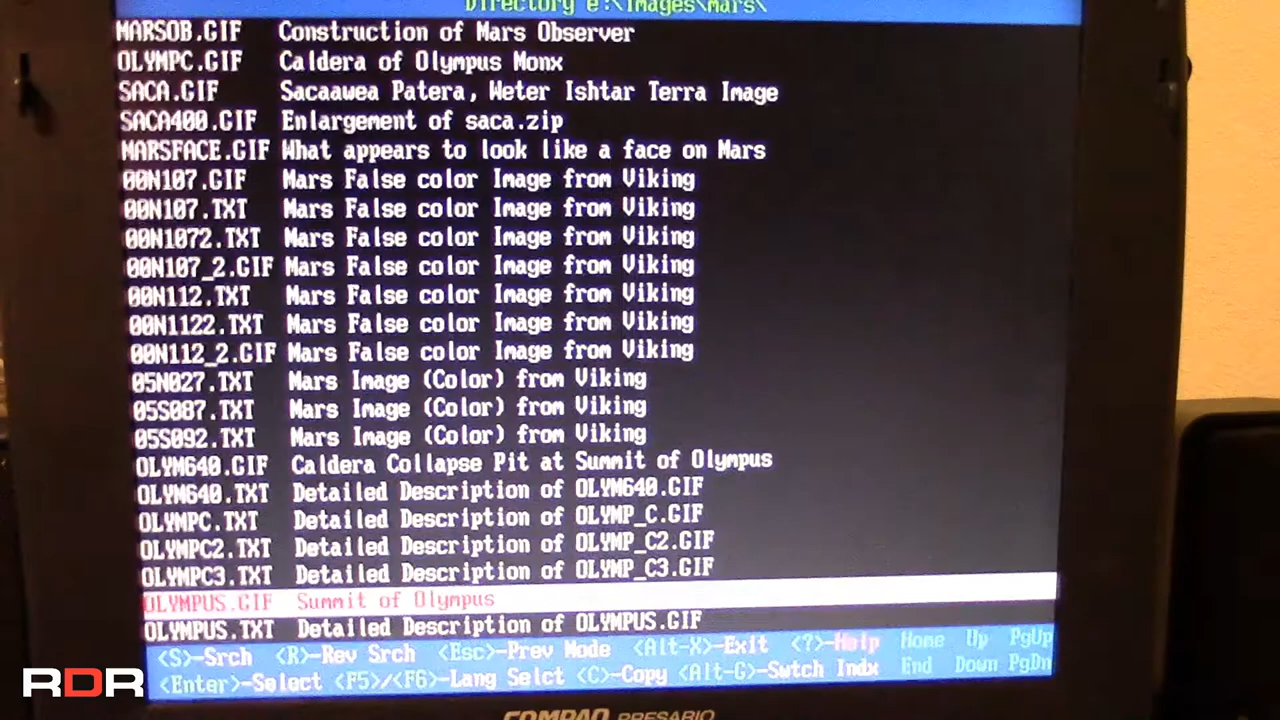 Directory e:\images\mars\
MARSOB.GIF Construction of Mars Observer
OLYMPC.GIF Caldera of Olympus Monx
SACA.GIF Sacaawea Patera, Weter Ishtar Terra Image
SACA400.GIF Enlargement of saca.zip
MARSFACE.GIF What appears to look like a face on Mars
00N107.GIF Mars False color Image from Viking
00N107.TXT Mars False color Image from Viking
00N1072.TXT Mars False color Image from Viking
00N107_2.GIF Mars False color Image from Viking
00N112.TXT Mars False color Image from Viking
00N1122.TXT Mars False color Image from Viking
00N112_2.GIF Mars False color Image from Viking
05N027.TXT Mars Image (Color) from Viking
05S087.TXT Mars Image (Color) from Viking
05S092.TXT Mars Image (Color) from Viking
OLYM640.GIF Caldera Collapse Pit at Summit of Olympus
OLYM640.TXT Detailed Description of OLYM640.GIF
OLYMPC.TXT Detailed Description of OLYMP_C.GIF
OLYMPC2.TXT Detailed Description of OLYMP_C2.GIF
OLYMPC3.TXT Detailed Description of OLYMP_C3.GIF
OLYMPUS.GIF Summit of Olympus
OLYMPUS.TXT Detailed Description of OLYMPUS.GIF
<S>-Srch <R>-Rev Srch <Esc>-Prev Mode <Alt-X>-Exit <?>-Help Home Up PgUp
<Enter>-Select <F5>/<F6>-Lang Selct <C>-Copy <Alt-G>-Swtch Indx End Down PgDn
RDR
COMPAQ PRESARIO